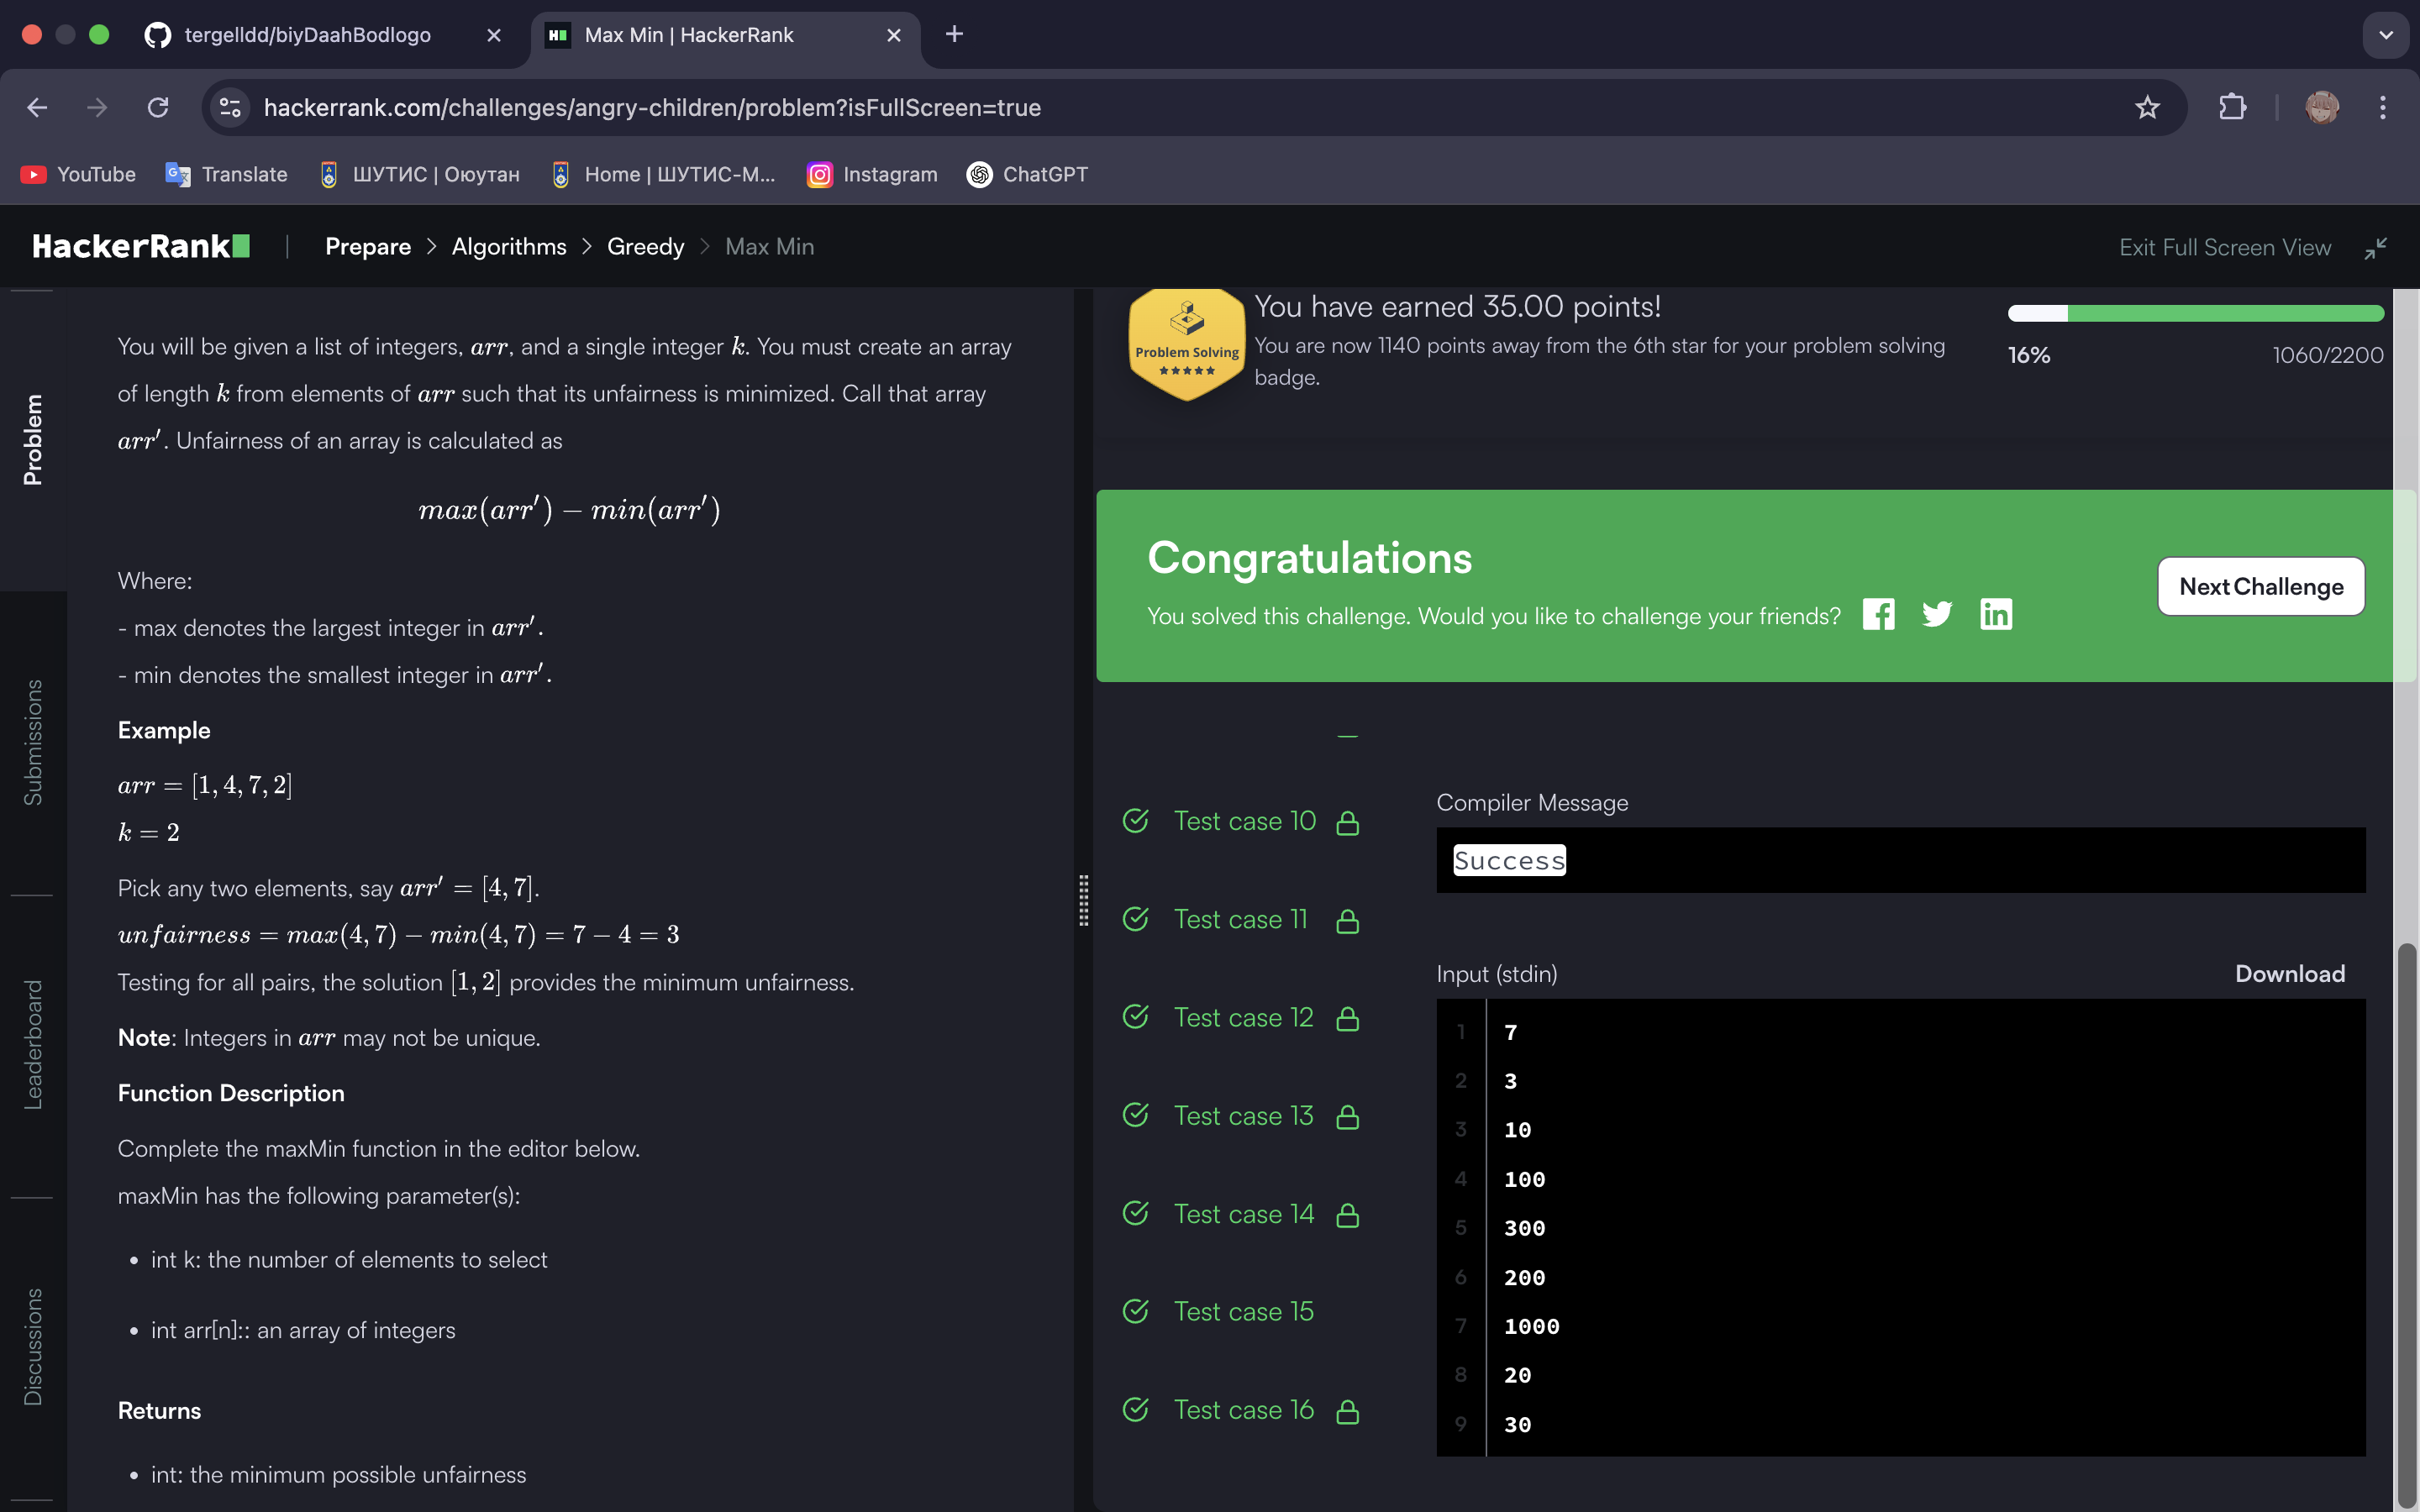 tergelldd/biyDaahBodlogo
Max Min | HackerRank
hackerrank.com/challenges/angry-children/problem?isFullScreen=true
YouTube
Translate
ШУТИС | Оюутан
Home | ШУТИС-М...
Instagram
ChatGPT
HackerRank
Prepare > Algorithms > Greedy > Max Min
Exit Full Screen View
Problem
Submissions
Leaderboard
Discussions
You will be given a list of integers, arr, and a single integer k. You must create an array
of length k from elements of arr such that its unfairness is minimized. Call that array
arr′. Unfairness of an array is calculated as
max(arr′) − min(arr′)
Where:
- max denotes the largest integer in arr′.
- min denotes the smallest integer in arr′.
Example
arr = [1, 4, 7, 2]
k = 2
Pick any two elements, say arr′ = [4, 7].
unfairness = max(4, 7) − min(4, 7) = 7 − 4 = 3
Testing for all pairs, the solution [1, 2] provides the minimum unfairness.
Note: Integers in arr may not be unique.
Function Description
Complete the maxMin function in the editor below.
maxMin has the following parameter(s):
• int k: the number of elements to select
• int arr[n]:: an array of integers
Returns
• int: the minimum possible unfairness
Problem Solving
You have earned 35.00 points!
You are now 1140 points away from the 6th star for your problem solving
badge.
16%
1060/2200
Congratulations
You solved this challenge. Would you like to challenge your friends?
Next Challenge
Test case 10
Test case 11
Test case 12
Test case 13
Test case 14
Test case 15
Test case 16
Compiler Message
Success
Input (stdin)
Download
1 7
2 3
3 10
4 100
5 300
6 200
7 1000
8 20
9 30